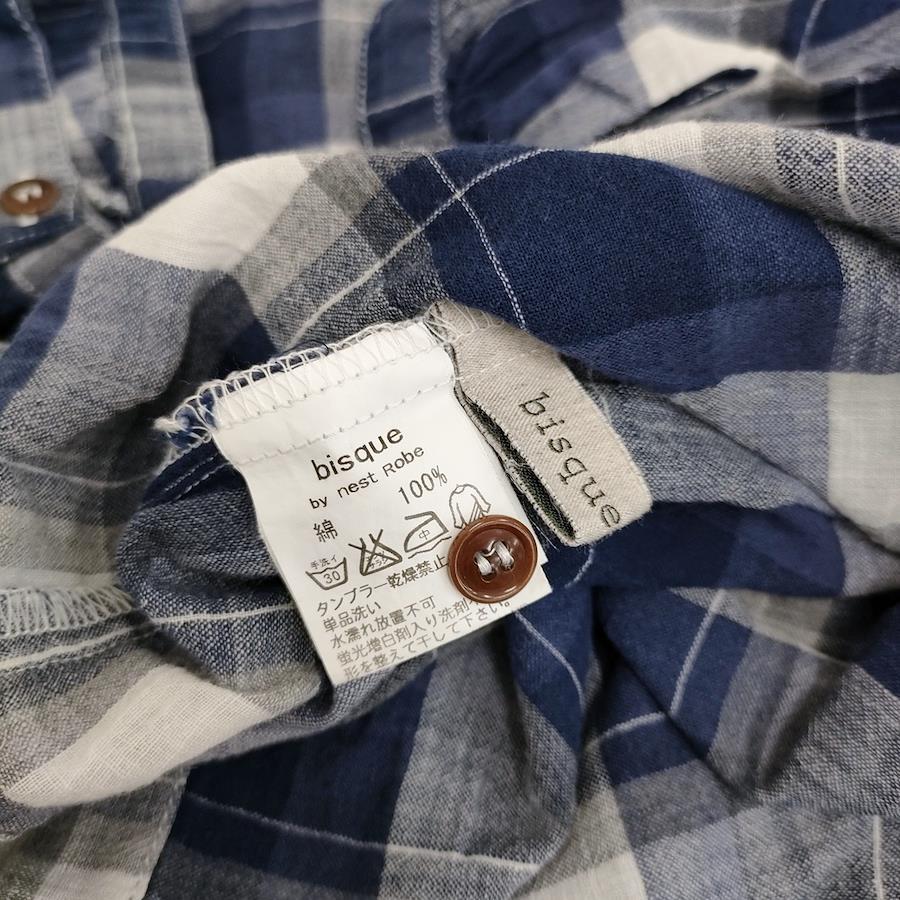 bisque
by nest Robe
綿 100%
手洗イ
30
中
タンブラー乾燥禁止
単品洗い
水濡れ放置不可
蛍光増白剤入り洗剤
形を整えて干して下さい。
bisque